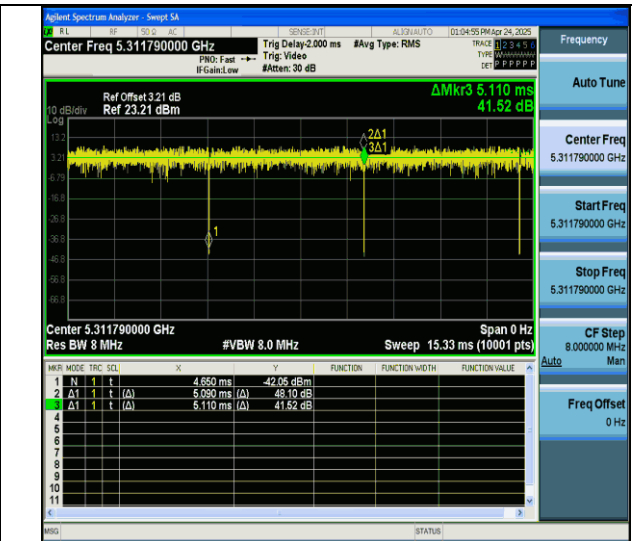 Agilent Spectrum Analyzer - Swept SA
RL RF 50 Ω AC SENSE:INT ALIGNAUTO 01:04:55 PM Apr 24, 2025
Center Freq 5.311790000 GHz Trig Delay-2.000 ms #Avg Type: RMS TRACE 1 2 3 4 5 6
PNO: Fast Trig: Video TYPE
IFGain:Low #Atten: 30 dB DET P P P P P P
Frequency
Auto Tune
ΔMkr3 5.110 ms
41.52 dB
Ref Offset 3.21 dB
10 dB/div Ref 23.21 dBm
Log
13.2
3.21
-6.79
-16.8
-26.8
-36.8
-46.8
-56.8
-66.8
2Δ1
3Δ1
1
Center Freq
5.311790000 GHz
Start Freq
5.311790000 GHz
Stop Freq
5.311790000 GHz
Center 5.311790000 GHz Span 0 Hz
Res BW 8 MHz #VBW 8.0 MHz Sweep 15.33 ms (10001 pts)
CF Step
8.000000 MHz
Auto Man
MKR MODE TRC SCL X Y FUNCTION FUNCTION WIDTH FUNCTION VALUE
1 N 1 t 4.650 ms -42.05 dBm
2 Δ1 1 t (Δ) 5.090 ms (Δ) 48.10 dB
3 Δ1 1 t (Δ) 5.110 ms (Δ) 41.52 dB
4
5
6
7
8
9
10
11
Freq Offset
0 Hz
MSG STATUS